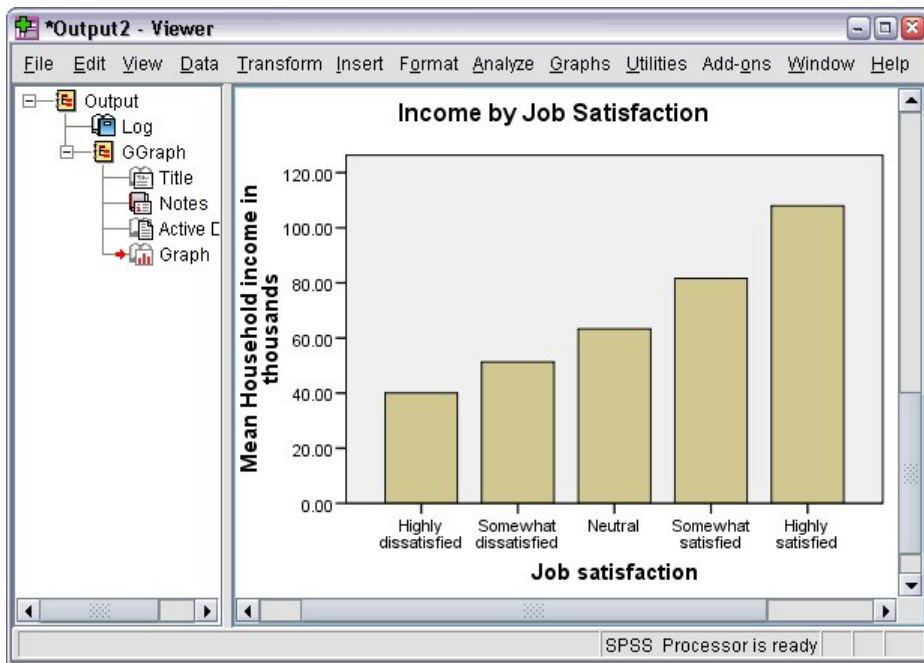 *Output2 - Viewer
File Edit View Data Transform Insert Format Analyze Graphs Utilities Add-ons Window Help
Output
Log
GGraph
Title
Notes
Active D
Graph
Income by Job Satisfaction
Mean Household income in
thousands
120.00
100.00
80.00
60.00
40.00
20.00
0.00
Highly
dissatisfied
Somewhat
dissatisfied
Neutral
Somewhat
satisfied
Highly
satisfied
Job satisfaction
SPSS Processor is ready